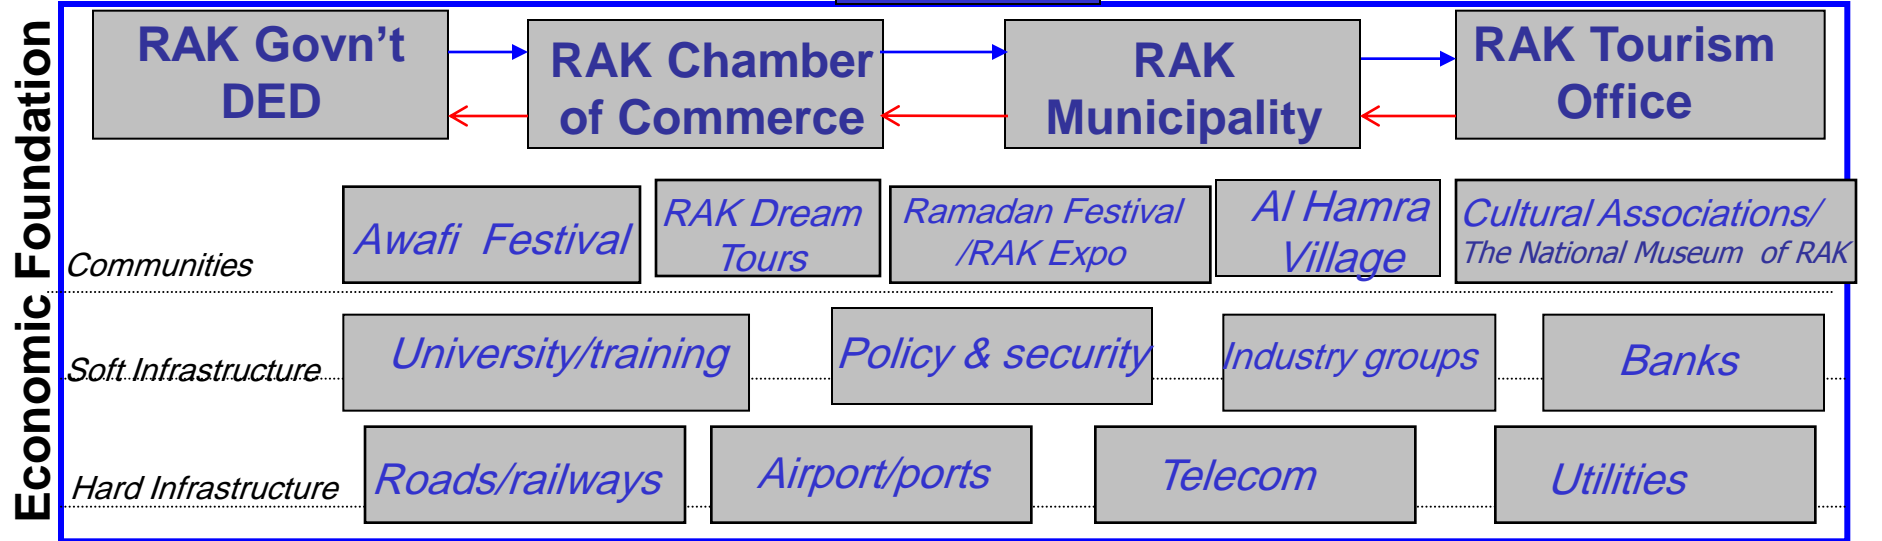 Economic Foundation
RAK Govn’t
DED
RAK Chamber
of Commerce
RAK
Municipality
RAK Tourism
Office
Communities
Awafi  Festival
RAK Dream
Tours
Ramadan Festival
/RAK Expo
Al Hamra
Village
Cultural Associations/
The National Museum  of RAK
Soft Infrastructure
University/training
Policy & security
Industry groups
Banks
Hard Infrastructure
Roads/railways
Airport/ports
Telecom
Utilities